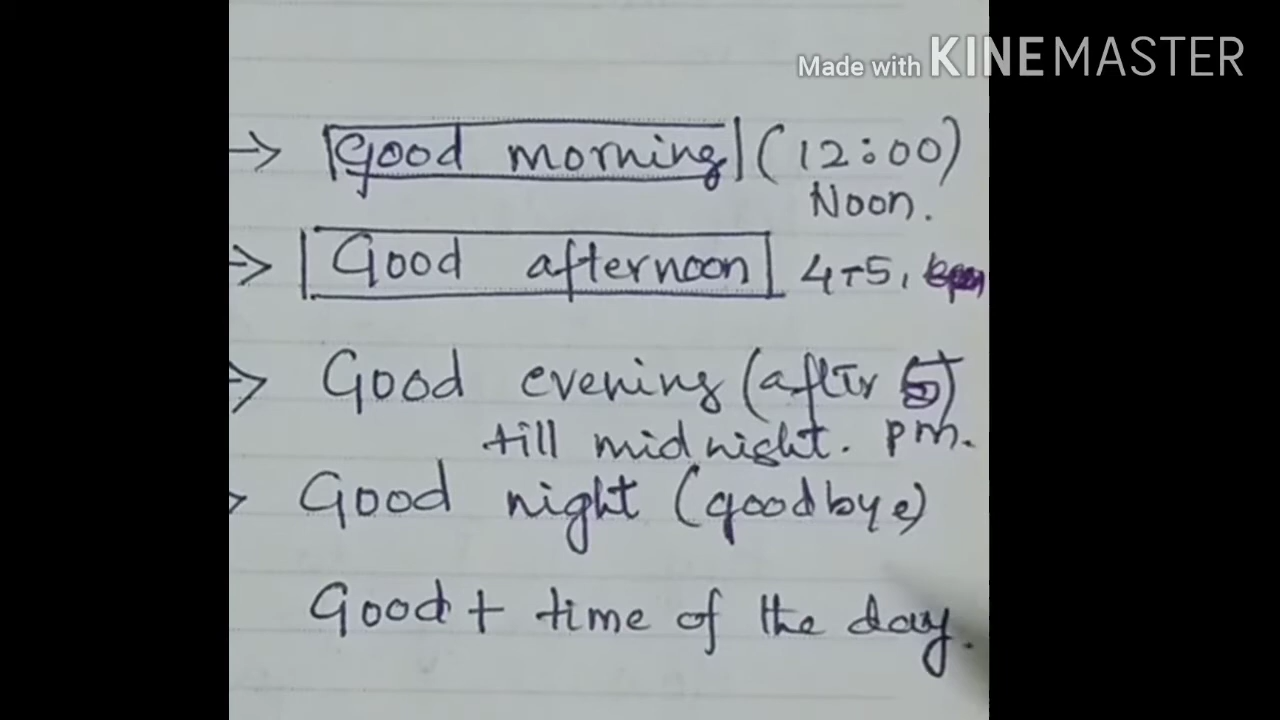 Made with KINEMASTER
→ Good morning (12:00)
Noon.
→ Good afternoon 4-5,
→ Good evening (after 5)
till midnight. pm.
Good night (goodbye)
Good + time of the day.